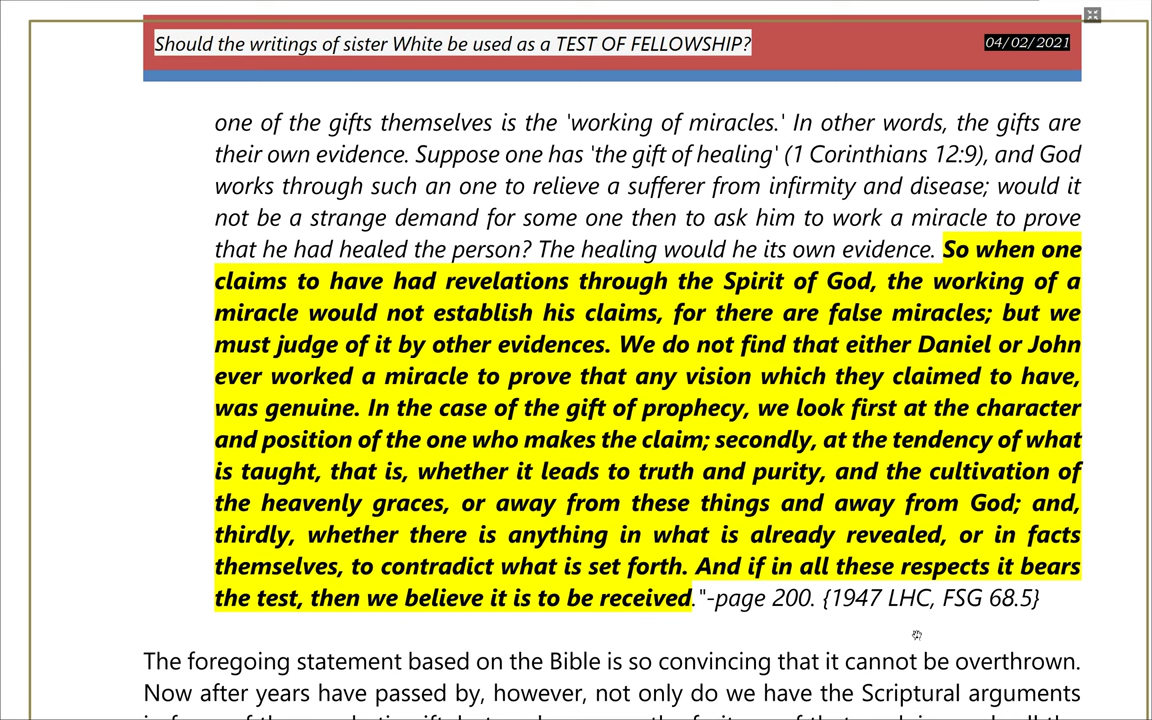 Should the writings of sister White be used as a TEST OF FELLOWSHIP?
04/02/2021
one of the gifts themselves is the 'working of miracles.' In other words, the gifts are
their own evidence. Suppose one has 'the gift of healing' (1 Corinthians 12:9), and God
works through such an one to relieve a sufferer from infirmity and disease; would it
not be a strange demand for some one then to ask him to work a miracle to prove
that he had healed the person? The healing would he its own evidence. So when one
claims to have had revelations through the Spirit of God, the working of a
miracle would not establish his claims, for there are false miracles; but we
must judge of it by other evidences. We do not find that either Daniel or John
ever worked a miracle to prove that any vision which they claimed to have,
was genuine. In the case of the gift of prophecy, we look first at the character
and position of the one who makes the claim; secondly, at the tendency of what
is taught, that is, whether it leads to truth and purity, and the cultivation of
the heavenly graces, or away from these things and away from God; and,
thirdly, whether there is anything in what is already revealed, or in facts
themselves, to contradict what is set forth. And if in all these respects it bears
the test, then we believe it is to be received."-page 200. {1947 LHC, FSG 68.5}
The foregoing statement based on the Bible is so convincing that it cannot be overthrown.
Now after years have passed by, however, not only do we have the Scriptural arguments